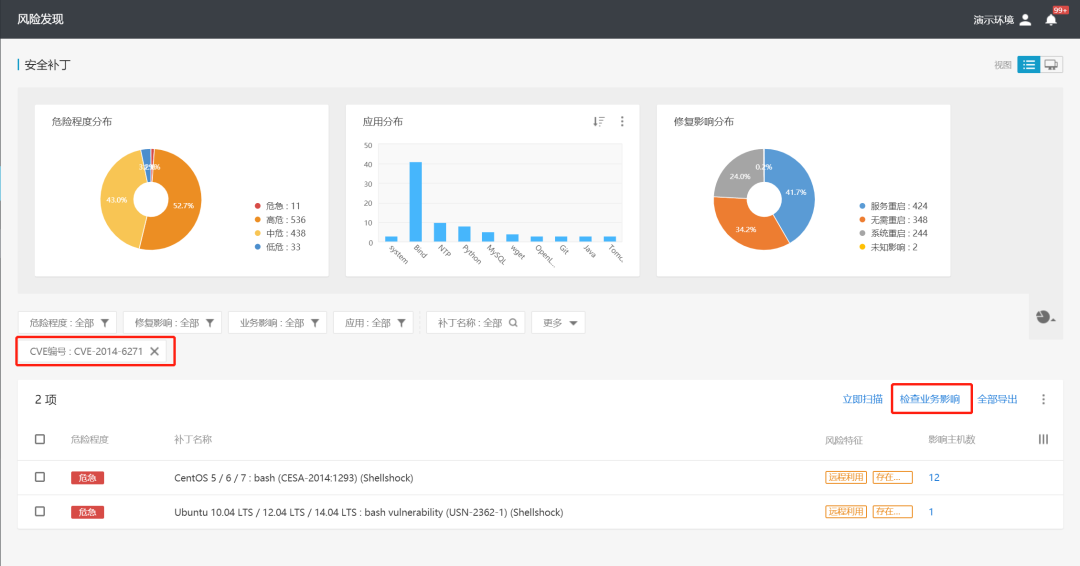 风险发现
演示环境
99+
安全补丁
视图
危险程度分布
43.0%
52.7%
危急 : 11
高危 : 536
中危 : 438
低危 : 33
应用分布
50
40
30
20
10
0
system
Bind
NTP
Python
MySQL
wget
OpenL...
Git
Java
Tomc...
修复影响分布
0.2%
24.0%
41.7%
34.2%
服务重启 : 424
无需重启 : 348
系统重启 : 244
未知影响 : 2
危险程度 : 全部
修复影响 : 全部
业务影响 : 全部
应用 : 全部
补丁名称 : 全部
更多
CVE编号 : CVE-2014-6271
2 项
立即扫描
检查业务影响
全部导出
危险程度
补丁名称
风险特征
影响主机数
危急
CentOS 5 / 6 / 7 : bash (CESA-2014:1293) (Shellshock)
远程利用
存在...
12
危急
Ubuntu 10.04 LTS / 12.04 LTS / 14.04 LTS : bash vulnerability (USN-2362-1) (Shellshock)
远程利用
存在...
1